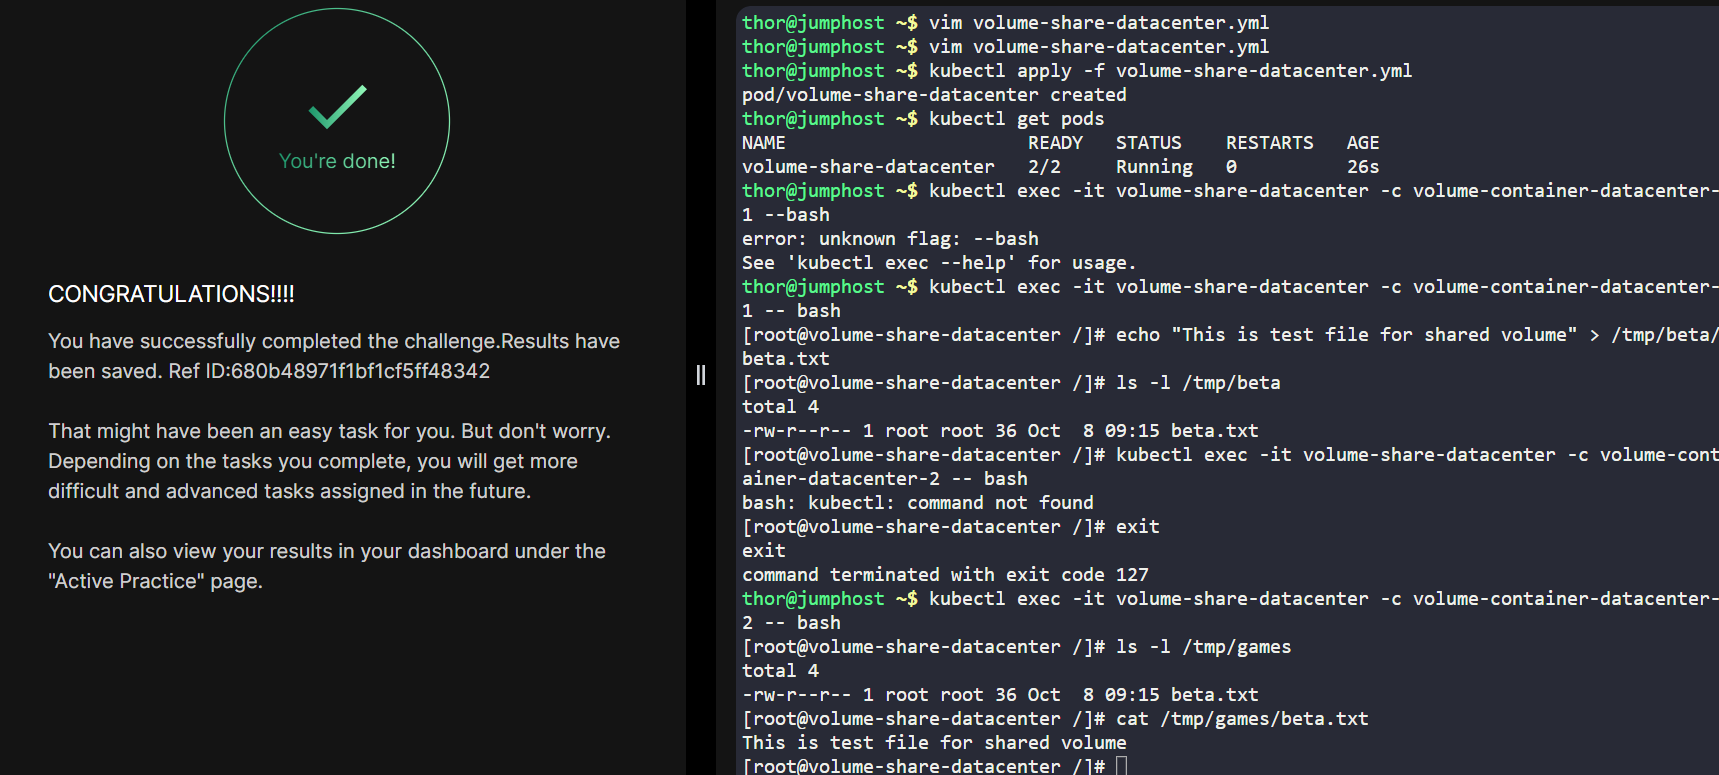 You're done!
CONGRATULATIONS!!!!
You have successfully completed the challenge.Results have
been saved. Ref ID:680b48971f1bf1cf5ff48342
That might have been an easy task for you. But don't worry.
Depending on the tasks you complete, you will get more
difficult and advanced tasks assigned in the future.
You can also view your results in your dashboard under the
"Active Practice" page.
thor@jumphost ~$ vim volume-share-datacenter.yml
thor@jumphost ~$ vim volume-share-datacenter.yml
thor@jumphost ~$ kubectl apply -f volume-share-datacenter.yml
pod/volume-share-datacenter created
thor@jumphost ~$ kubectl get pods
NAME                      READY   STATUS    RESTARTS   AGE
volume-share-datacenter   2/2     Running   0          26s
thor@jumphost ~$ kubectl exec -it volume-share-datacenter -c volume-container-datacenter-
1 --bash
error: unknown flag: --bash
See 'kubectl exec --help' for usage.
thor@jumphost ~$ kubectl exec -it volume-share-datacenter -c volume-container-datacenter-
1 -- bash
[root@volume-share-datacenter /]# echo "This is test file for shared volume" > /tmp/beta/
beta.txt
[root@volume-share-datacenter /]# ls -l /tmp/beta
total 4
-rw-r--r-- 1 root root 36 Oct  8 09:15 beta.txt
[root@volume-share-datacenter /]# kubectl exec -it volume-share-datacenter -c volume-cont
ainer-datacenter-2 -- bash
bash: kubectl: command not found
[root@volume-share-datacenter /]# exit
exit
command terminated with exit code 127
thor@jumphost ~$ kubectl exec -it volume-share-datacenter -c volume-container-datacenter-
2 -- bash
[root@volume-share-datacenter /]# ls -l /tmp/games
total 4
-rw-r--r-- 1 root root 36 Oct  8 09:15 beta.txt
[root@volume-share-datacenter /]# cat /tmp/games/beta.txt
This is test file for shared volume
[root@volume-share-datacenter /]#